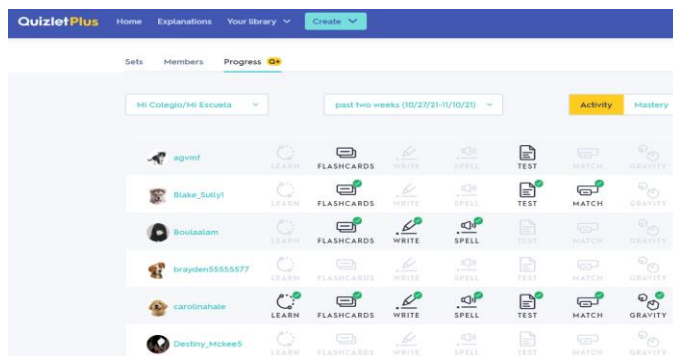 QuizletPlus Home Explanations Your library Create
Sets Members Progress Q+
Mi Colegio/Mi Escuela past two weeks (10/27/21-11/10/21) Activity Mastery
agvmf LEARN FLASHCARDS WRITE SPELL TEST MATCH GRAVITY
Blake_Sully1 LEARN FLASHCARDS WRITE SPELL TEST MATCH GRAVITY
Boulaalam LEARN FLASHCARDS WRITE SPELL TEST MATCH GRAVITY
brayden55555577 LEARN FLASHCARDS WRITE SPELL TEST MATCH GRAVITY
carolinahale LEARN FLASHCARDS WRITE SPELL TEST MATCH GRAVITY
Destiny_Mckee5 LEARN FLASHCARDS WRITE SPELL TEST MATCH GRAVITY